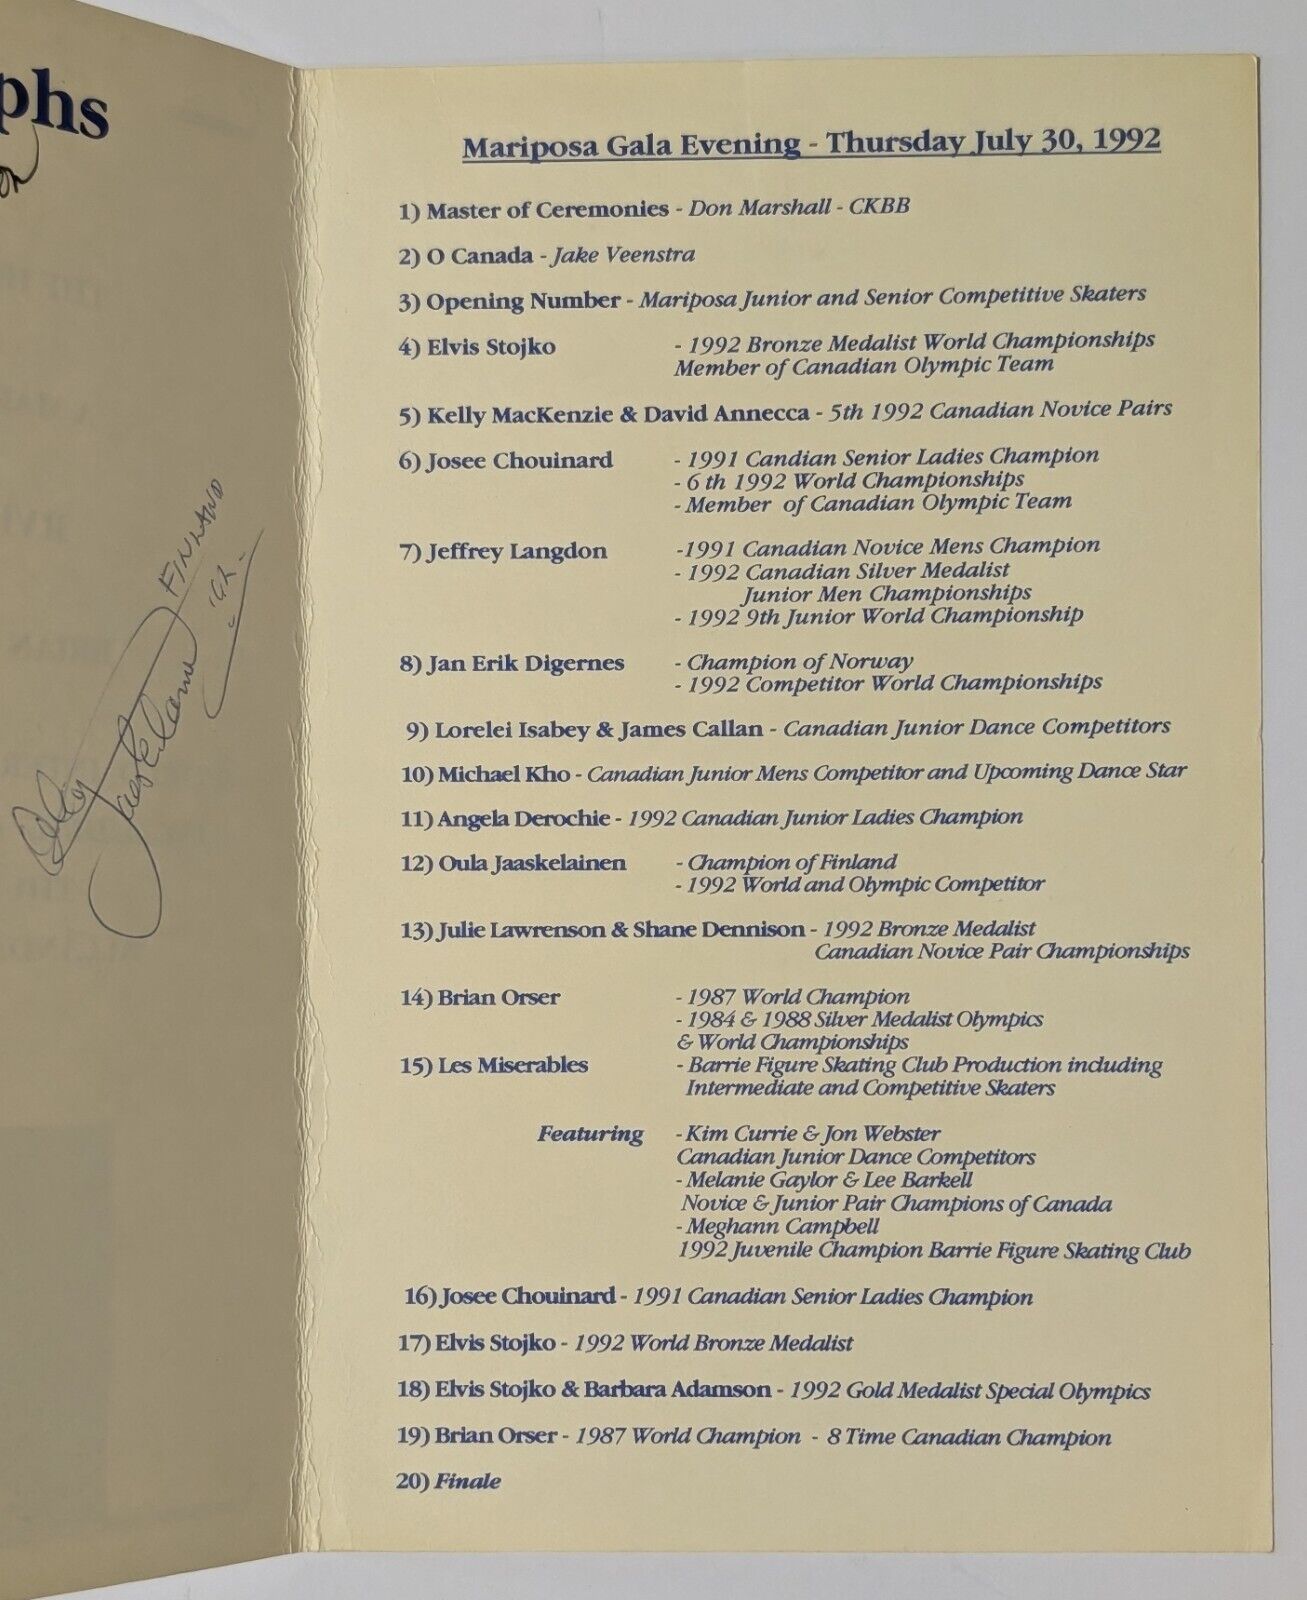 phs
on
FINLAND
'92.
Mariposa Gala Evening - Thursday July 30, 1992
1) Master of Ceremonies - Don Marshall - CKBB
2) O Canada - Jake Veenstra
3) Opening Number - Mariposa Junior and Senior Competitive Skaters
4) Elvis Stojko - 1992 Bronze Medalist World Championships
Member of Canadian Olympic Team
5) Kelly MacKenzie & David Annecca - 5th 1992 Canadian Novice Pairs
6) Josee Chouinard - 1991 Candian Senior Ladies Champion
- 6 th 1992 World Championships
- Member of Canadian Olympic Team
7) Jeffrey Langdon -1991 Canadian Novice Mens Champion
- 1992 Canadian Silver Medalist
Junior Men Championships
- 1992 9th Junior World Championship
8) Jan Erik Digernes - Champion of Norway
- 1992 Competitor World Championships
9) Lorelei Isabey & James Callan - Canadian Junior Dance Competitors
10) Michael Kho - Canadian Junior Mens Competitor and Upcoming Dance Star
11) Angela Derochie - 1992 Canadian Junior Ladies Champion
12) Oula Jaaskelainen - Champion of Finland
- 1992 World and Olympic Competitor
13) Julie Lawrenson & Shane Dennison - 1992 Bronze Medalist
Canadian Novice Pair Championships
14) Brian Orser - 1987 World Champion
- 1984 & 1988 Silver Medalist Olympics
& World Championships
15) Les Miserables - Barrie Figure Skating Club Production including
Intermediate and Competitive Skaters
Featuring - Kim Currie & Jon Webster
Canadian Junior Dance Competitors
- Melanie Gaylor & Lee Barkell
Novice & Junior Pair Champions of Canada
- Meghann Campbell
1992 Juvenile Champion Barrie Figure Skating Club
16) Josee Chouinard - 1991 Canadian Senior Ladies Champion
17) Elvis Stojko - 1992 World Bronze Medalist
18) Elvis Stojko & Barbara Adamson - 1992 Gold Medalist Special Olympics
19) Brian Orser - 1987 World Champion - 8 Time Canadian Champion
20) Finale